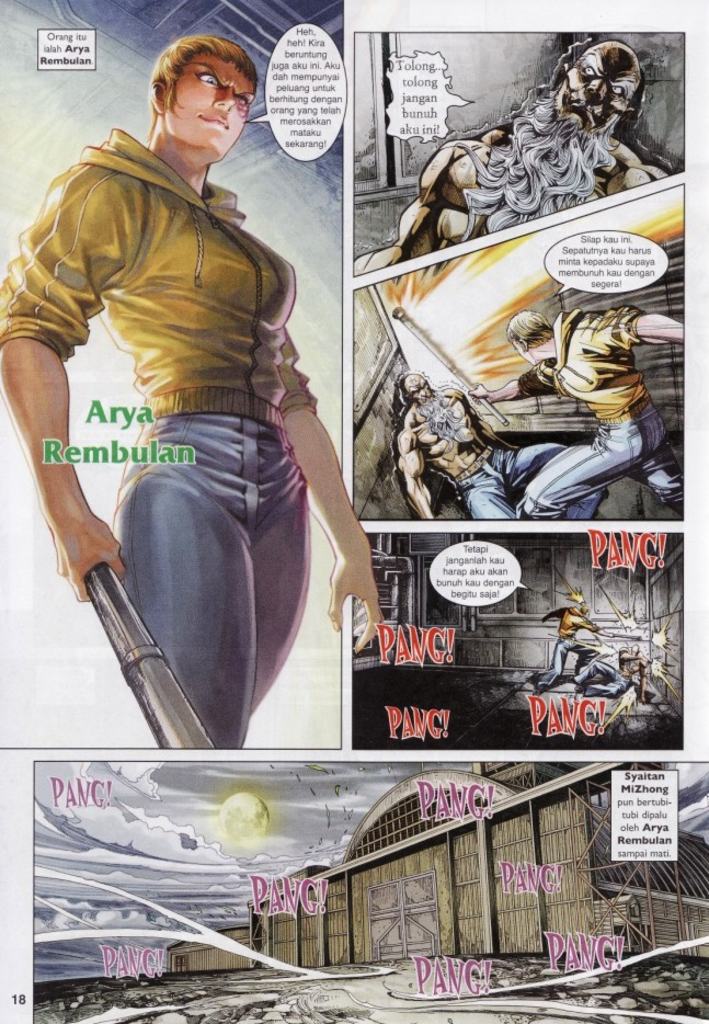 Orang itu
ialah Arya
Rembulan.
Heh,
heh! Kira
beruntung
juga aku ini. Aku
dah mempunyai
peluang untuk
berhitung dengan
orang yang telah
merosakkan
mataku
sekarang!
Arya
Rembulan
Tolong...
tolong
jangan
bunuh
aku ini!
Silap kau ini.
Sepatutnya kau harus
minta kepadaku supaya
membunuh kau dengan
segera!
Tetapi
janganlah kau
harap aku akan
bunuh kau dengan
begitu saja!
PANG!
PANG!
PANG!
PANG!
Syaitan
MiZhong
pun bertubi-
tubi dipalu
oleh Arya
Rembulan
sampai mati.
PANG!
PANG!
PANG!
PANG!
PANG!
PANG!
PANG!
18